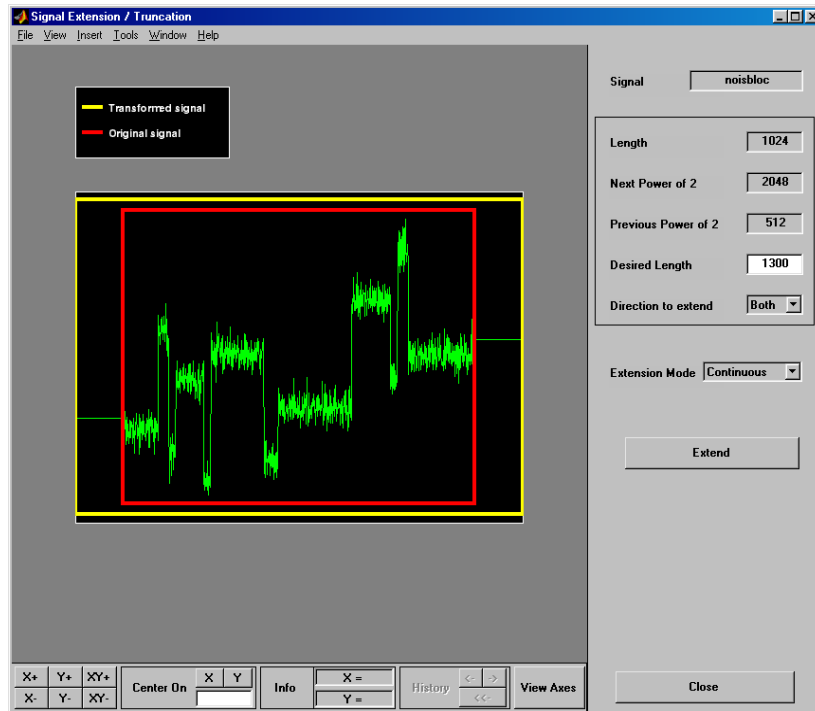 Signal Extension / Truncation
File View Insert Tools Window Help
Transformed signal
Original signal
Signal noisbloc
Length 1024
Next Power of 2 2048
Previous Power of 2 512
Desired Length 1300
Direction to extend Both
Extension Mode Continuous
Extend
X+ Y+ XY+
X- Y- XY-
Center On X Y
Info X =
Y =
History <- ->
<<-
View Axes
Close